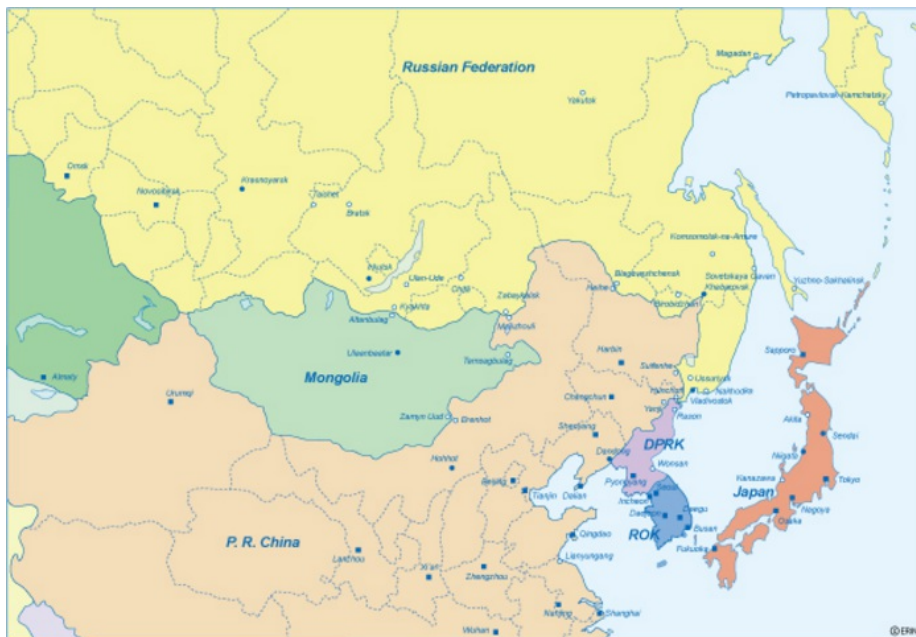 Magadan
Russian Federation
Yakutsk
Petropavlovsk-Kamchatsky
Omsk
Krasnoyarsk
Novosibirsk
Taishet
Bratsk
Komsomolsk-na-Amure
Irkutsk
Ulan-Ude
Chita
Blagoveshchensk
Sovetskaya Gavan
Heihe
Birobidzhan
Khabarovsk
Yuzhno-Sakhalinsk
Kyakhta
Altanbulag
Zabaykalsk
Manzhouli
Ulaanbaatar
Tamsagbulag
Harbin
Sapporo
Almaty
Mongolia
Suifenhe
Ussuriysk
Urumqi
Changchun
Hunchun
Nakhodka
Vladivostok
Yanji
Rason
Zamyn Uud
Erenhot
Akita
Shenyang
Sendai
DPRK
Hohhot
Dandong
Wonsan
Niigata
Beijing
Pyongyang
Kanazawa
Tianjin
Dalian
Incheon
Seoul
Japan
Tokyo
Daejeon
Daegu
Nagoya
Osaka
P. R. China
Qingdao
ROK
Busan
Lanzhou
Lianyungang
Fukuoka
Xi'an
Zhengzhou
Nanjing
Shanghai
Wuhan